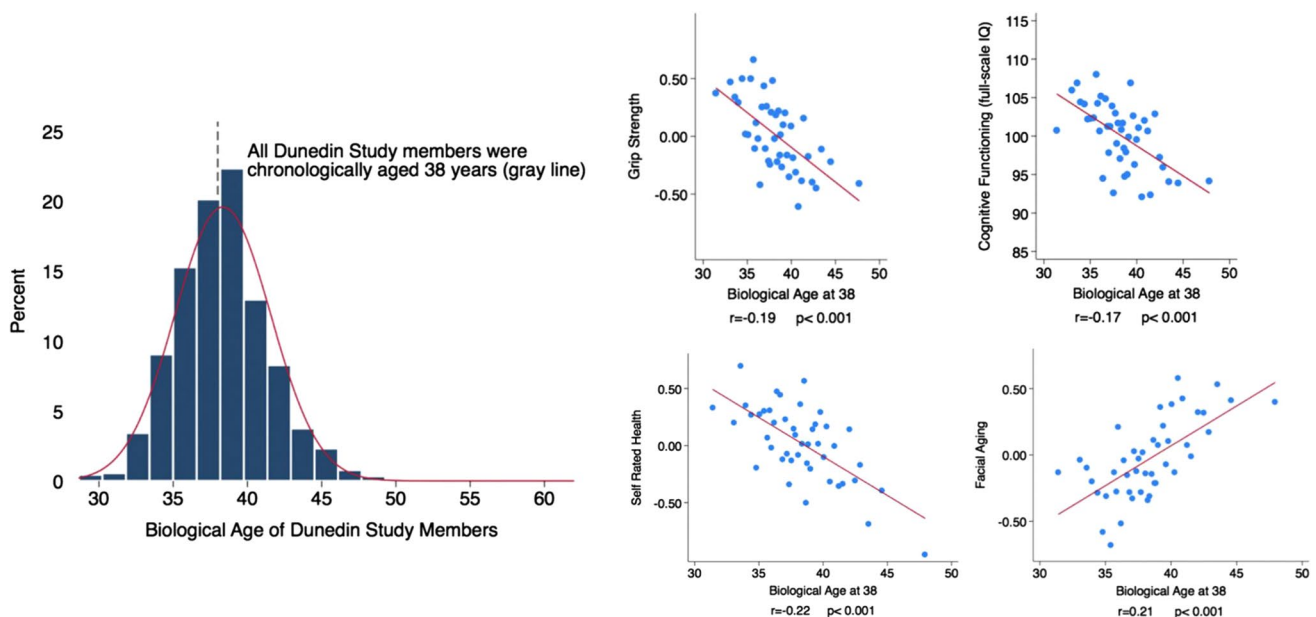 25
20
15
10
5
0
Percent
All Dunedin Study members were
chronologically aged 38 years (gray line)
30 35 40 45 50 55 60
Biological Age of Dunedin Study Members
0.50
0.00
-0.50
Grip Strength
30 35 40 45 50
Biological Age at 38
r=-0.19 p< 0.001
115
110
105
100
95
90
85
Cognitive Functioning (full-scale IQ)
30 35 40 45 50
Biological Age at 38
r=-0.17 p< 0.001
0.50
0.00
-0.50
Self Rated Health
30 35 40 45 50
Biological Age at 38
r=-0.22 p< 0.001
0.50
0.00
-0.50
Facial Aging
30 35 40 45 50
Biological Age at 38
r=0.21 p< 0.001